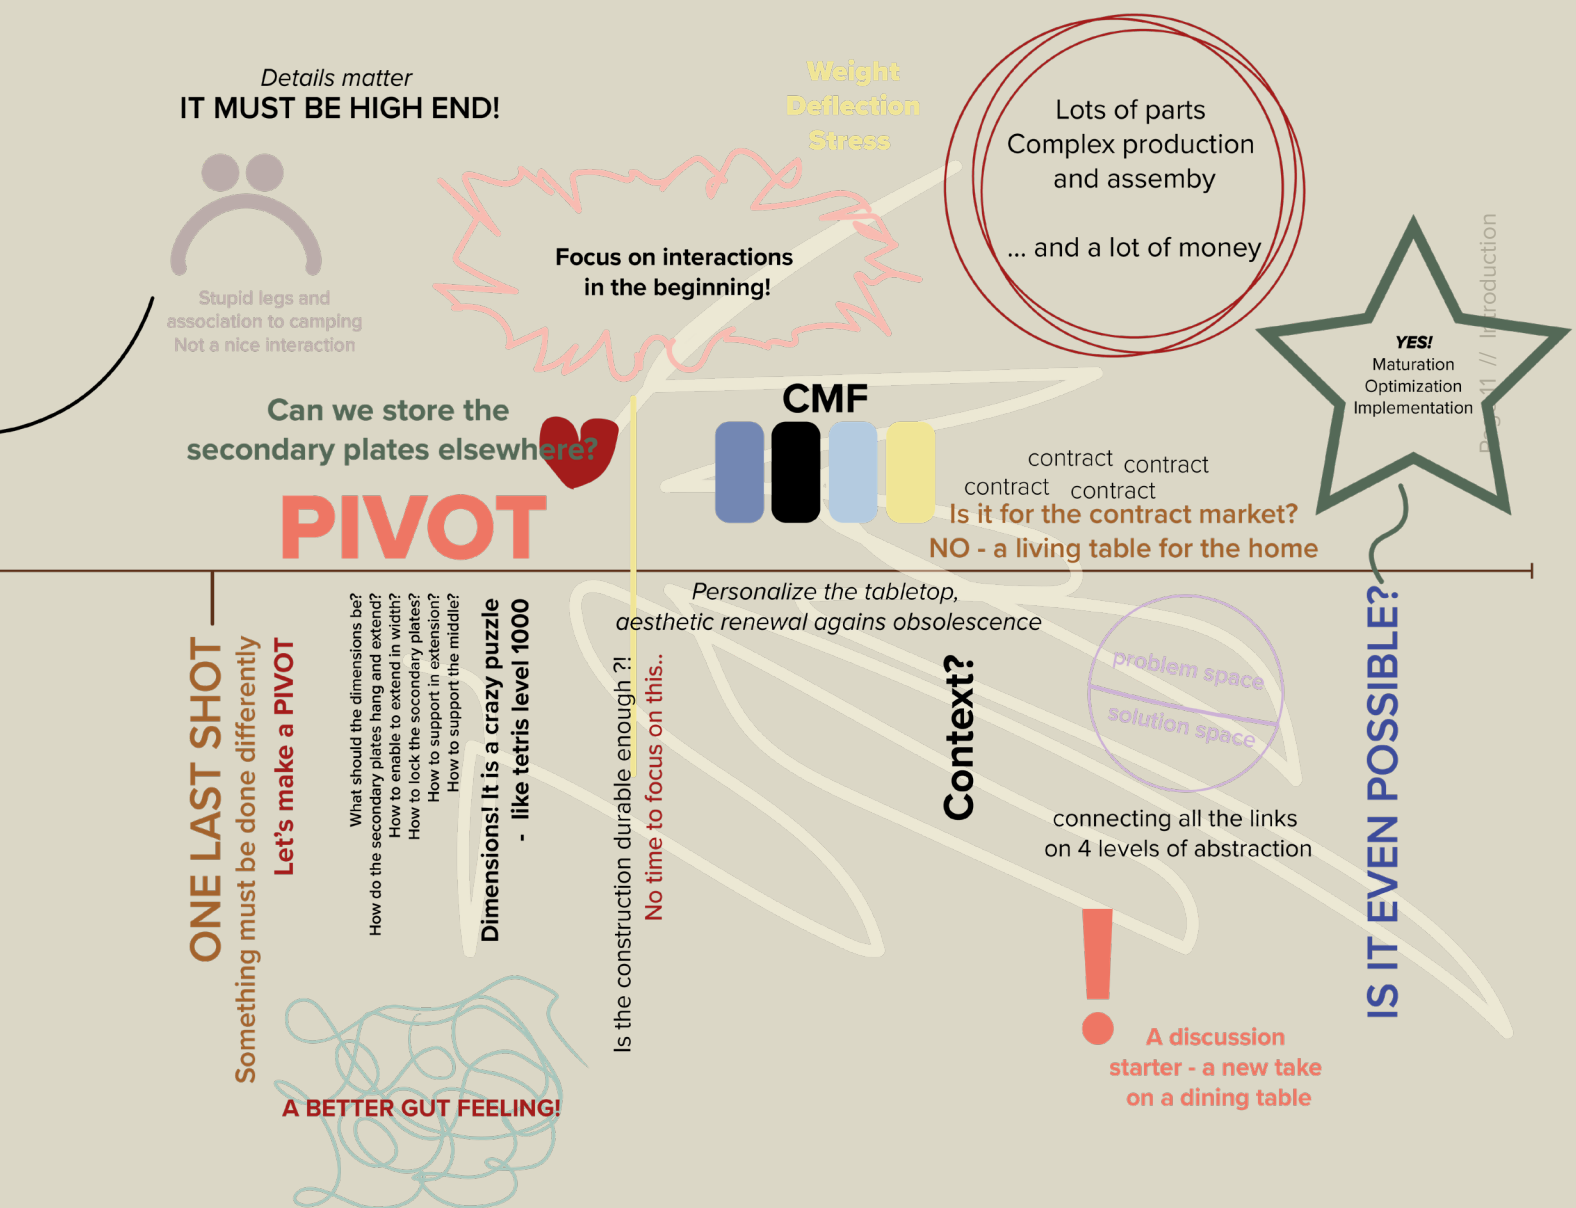 Details matter
IT MUST BE HIGH END!
Stupid legs and
association to camping
Not a nice interaction
Weight
Deflection
Stress
Focus on interactions
in the beginning!
Lots of parts
Complex production
and assemby
... and a lot of money
YES!
Maturation
Optimization
Implementation
Page 11 // Introduction
Can we store the
secondary plates elsewhere?
PIVOT
CMF
contract
contract
contract
contract
Is it for the contract market?
NO - a living table for the home
ONE LAST SHOT
Something must be done differently
Let's make a PIVOT
What should the dimensions be?
How do the secondary plates hang and extend?
How to enable to extend in width?
How to lock the secondary plates?
How to support in extension?
How to support the middle?
Dimensions! It is a crazy puzzle
- like tetris level 1000
Personalize the tabletop,
aesthetic renewal agains obsolescence
Is the construction durable enough ?!
No time to focus on this..
Context?
problem space
solution space
connecting all the links
on 4 levels of abstraction
IS IT EVEN POSSIBLE?
A discussion
starter - a new take
on a dining table
A BETTER GUT FEELING!